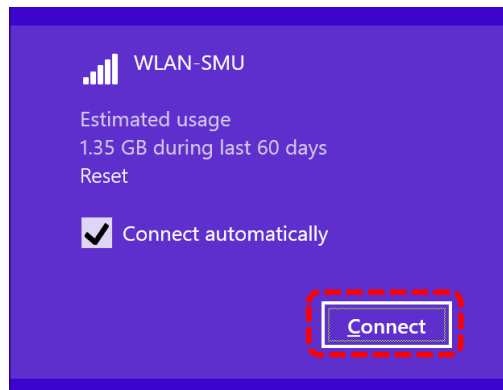 WLAN-SMU
Estimated usage
1.35 GB during last 60 days
Reset
Connect automatically
Connect